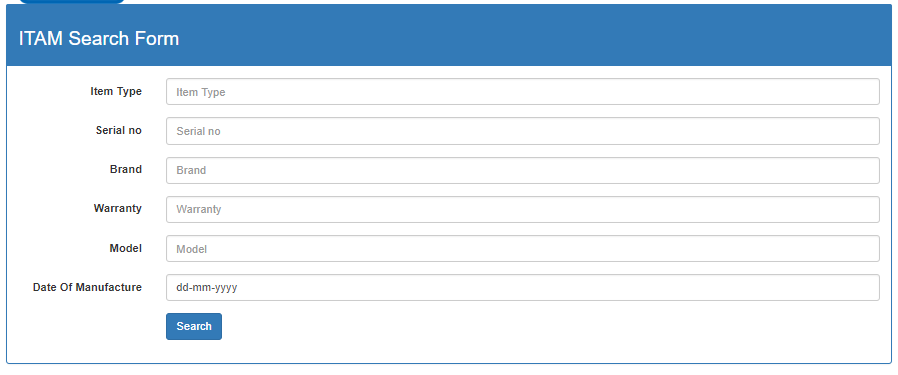 ITAM Search Form
Item Type Item Type
Serial no Serial no
Brand Brand
Warranty Warranty
Model Model
Date Of Manufacture dd-mm-yyyy
Search